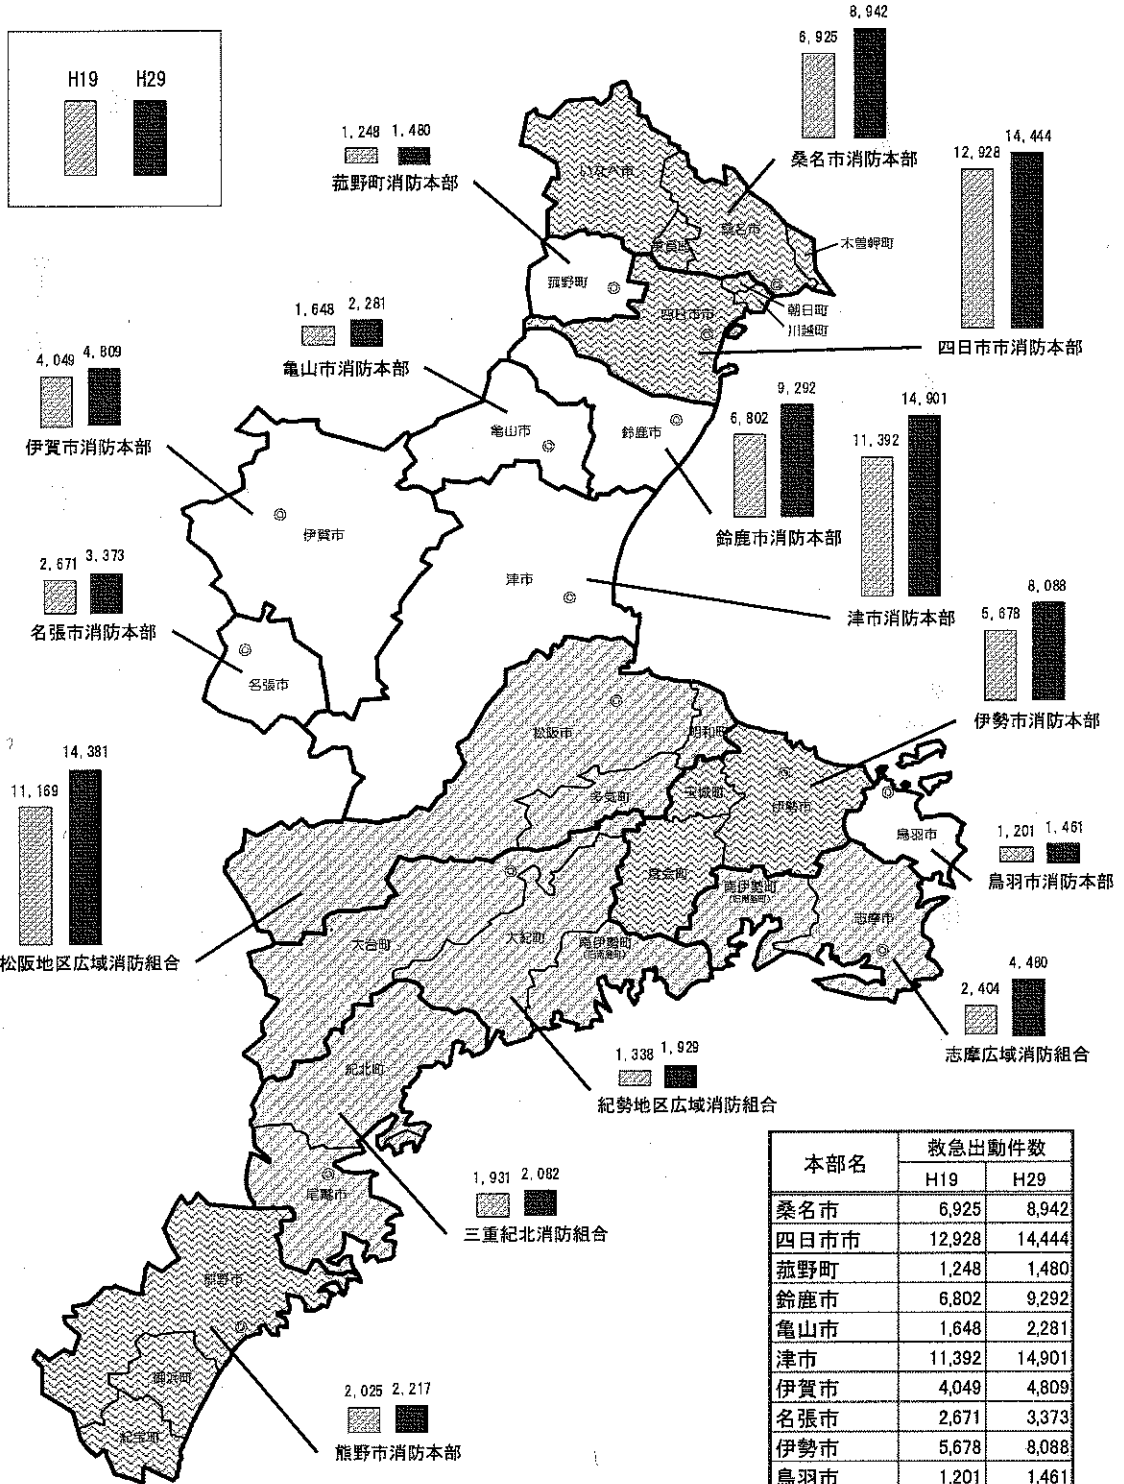 H19 H29
6,925 8,942
桑名市消防本部
1,248 1,480
菰野町消防本部
12,928 14,444
四日市市消防本部
桑名市
木曽岬町
菰野町
朝日町
川越町
四日市市
1,648 2,281
亀山市消防本部
4,049 4,809
伊賀市消防本部
亀山市
鈴鹿市
6,802 9,292
鈴鹿市消防本部
11,392 14,901
津市消防本部
伊賀市
津市
2,671 3,373
名張市消防本部
名張市
5,678 8,088
伊勢市消防本部
松阪市
明和町
多気町
玉城町
伊勢市
鳥羽市
1,201 1,461
鳥羽市消防本部
11,169 14,381
松阪地区広域消防組合
度会町
南伊勢町
志摩市
大台町
大紀町
南伊勢町
2,404 4,460
志摩広域消防組合
1,338 1,929
紀勢地区広域消防組合
紀北町
尾鷲市
1,931 2,082
三重紀北消防組合
熊野市
御浜町
紀宝町
2,025 2,217
熊野市消防本部
本部名 救急出動件数
H19 H29
桑名市 6,925 8,942
四日市市 12,928 14,444
菰野町 1,248 1,480
鈴鹿市 6,802 9,292
亀山市 1,648 2,281
津市 11,392 14,901
伊賀市 4,049 4,809
名張市 2,671 3,373
伊勢市 5,678 8,088
鳥羽市 1,201 1,461